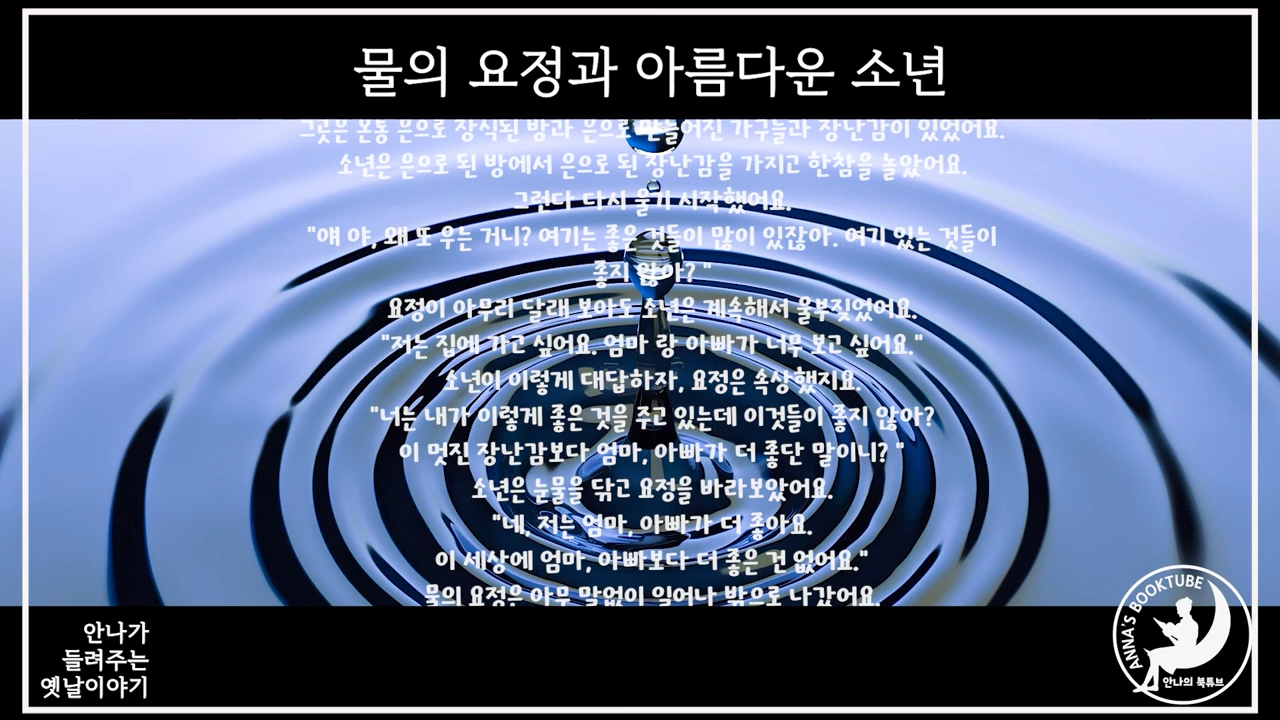 물의 요정과 아름다운 소년
그곳은 온통 은으로 장식된 방과 은으로 만들어진 가구들과 장난감이 있었어요.
소년은 은으로 된 방에서 은으로 된 장난감을 가지고 한참을 놀았어요.
그런다 다시 울기 시작했어요.
"얘 야, 왜 또 우는 거니? 여기는 좋은 것들이 많이 있잖아. 여기 있는 것들이
좋지 않아? "
요정이 아무리 달래 보아도 소년은 계속해서 울부짖었어요.
"저는 집에 가고 싶어요. 엄마 랑 아빠가 너무 보고 싶어요."
소년이 이렇게 대답하자, 요정은 속상했지요.
"너는 내가 이렇게 좋은 것을 주고 있는데 이것들이 좋지 않아?
이 멋진 장난감보다 엄마, 아빠가 더 좋단 말이니? "
소년은 눈물을 닦고 요정을 바라보았어요.
"네, 저는 엄마, 아빠가 더 좋아요.
이 세상에 엄마, 아빠보다 더 좋은 건 없어요."
물의 요정은 아무 말없이 일어나 밖으로 나갔어요.
안나가
들려주는
옛날이야기
ANNA'S BOOKTUBE
안나의 북튜브